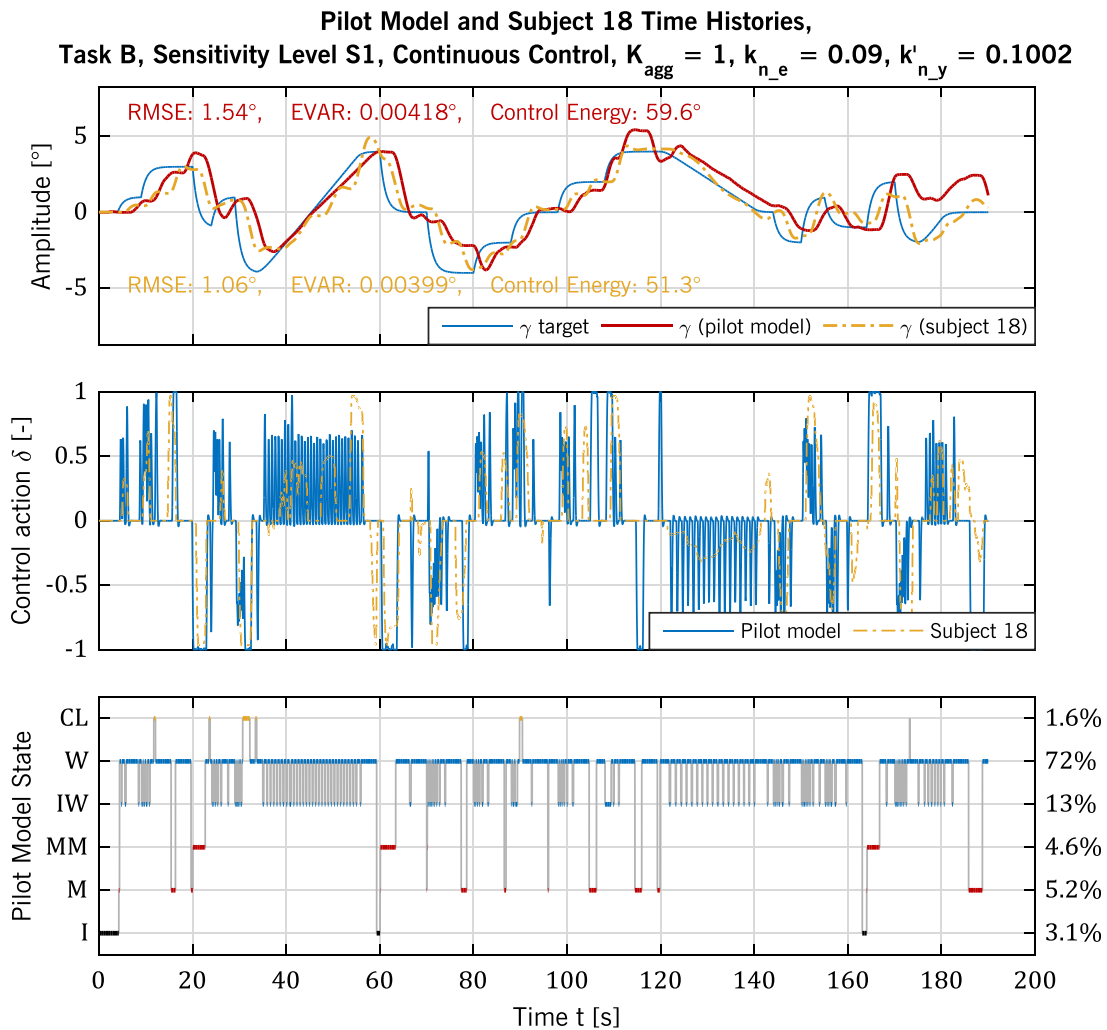 Pilot Model and Subject 18 Time Histories,
Task B, Sensitivity Level S1, Continuous Control, K_agg = 1, k_n_e = 0.09, k'_n_y = 0.1002
RMSE: 1.54°, EVAR: 0.00418°, Control Energy: 59.6°
5
0
-5
Amplitude [°]
RMSE: 1.06°, EVAR: 0.00399°, Control Energy: 51.3°
γ target γ (pilot model) γ (subject 18)
1
0.5
0
-0.5
-1
Control action δ [-]
Pilot model Subject 18
CL 1.6%
W 72%
IW 13%
MM 4.6%
M 5.2%
I 3.1%
Pilot Model State
0 20 40 60 80 100 120 140 160 180 200
Time t [s]